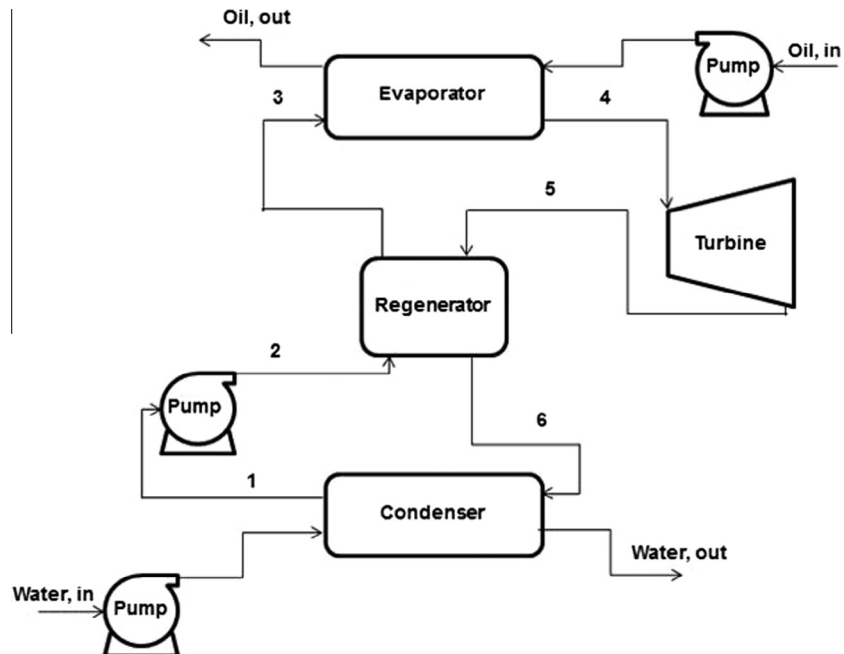 Oil, out
Pump
Oil, in
3
Evaporator
4
5
Turbine
Regenerator
2
Pump
6
1
Condenser
Water, out
Water, in
Pump